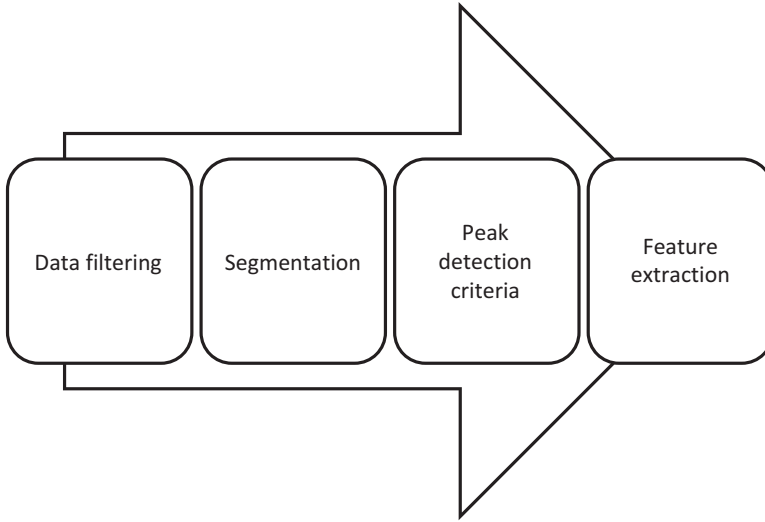 Data filtering
Segmentation
Peak
detection
criteria
Feature
extraction